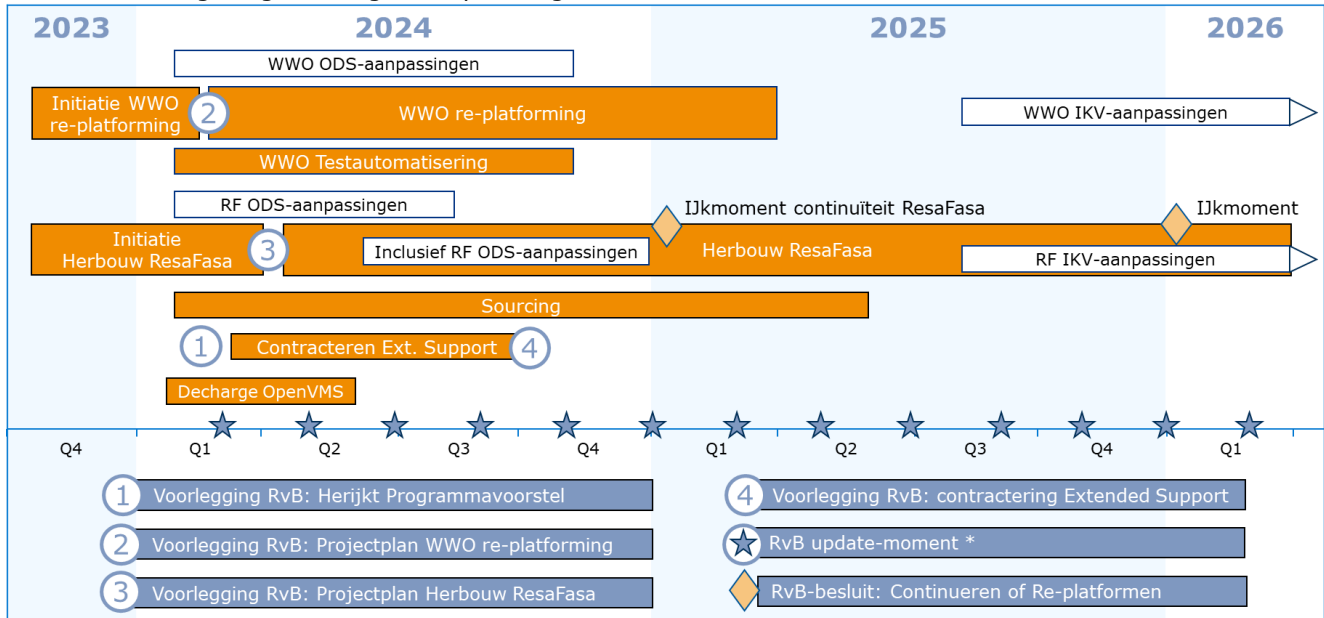 2023
2024
2025
2026
WWO ODS-aanpassingen
Initiatie WWO
re-platforming
2
WWO re-platforming
WWO IKV-aanpassingen
WWO Testautomatisering
RF ODS-aanpassingen
IJkmoment continuïteit ResaFasa
IJkmoment
Initiatie
Herbouw ResaFasa
3
Inclusief RF ODS-aanpassingen
Herbouw ResaFasa
RF IKV-aanpassingen
Sourcing
1
Contracteren Ext. Support
4
Decharge OpenVMS
Q4
Q1
Q2
Q3
Q4
Q1
Q2
Q3
Q4
Q1
1 Voorlegging RvB: Herijkt Programmavoorstel
2 Voorlegging RvB: Projectplan WWO re-platforming
3 Voorlegging RvB: Projectplan Herbouw ResaFasa
4 Voorlegging RvB: contractering Extended Support
RvB update-moment *
RvB-besluit: Continueren of Re-platformen